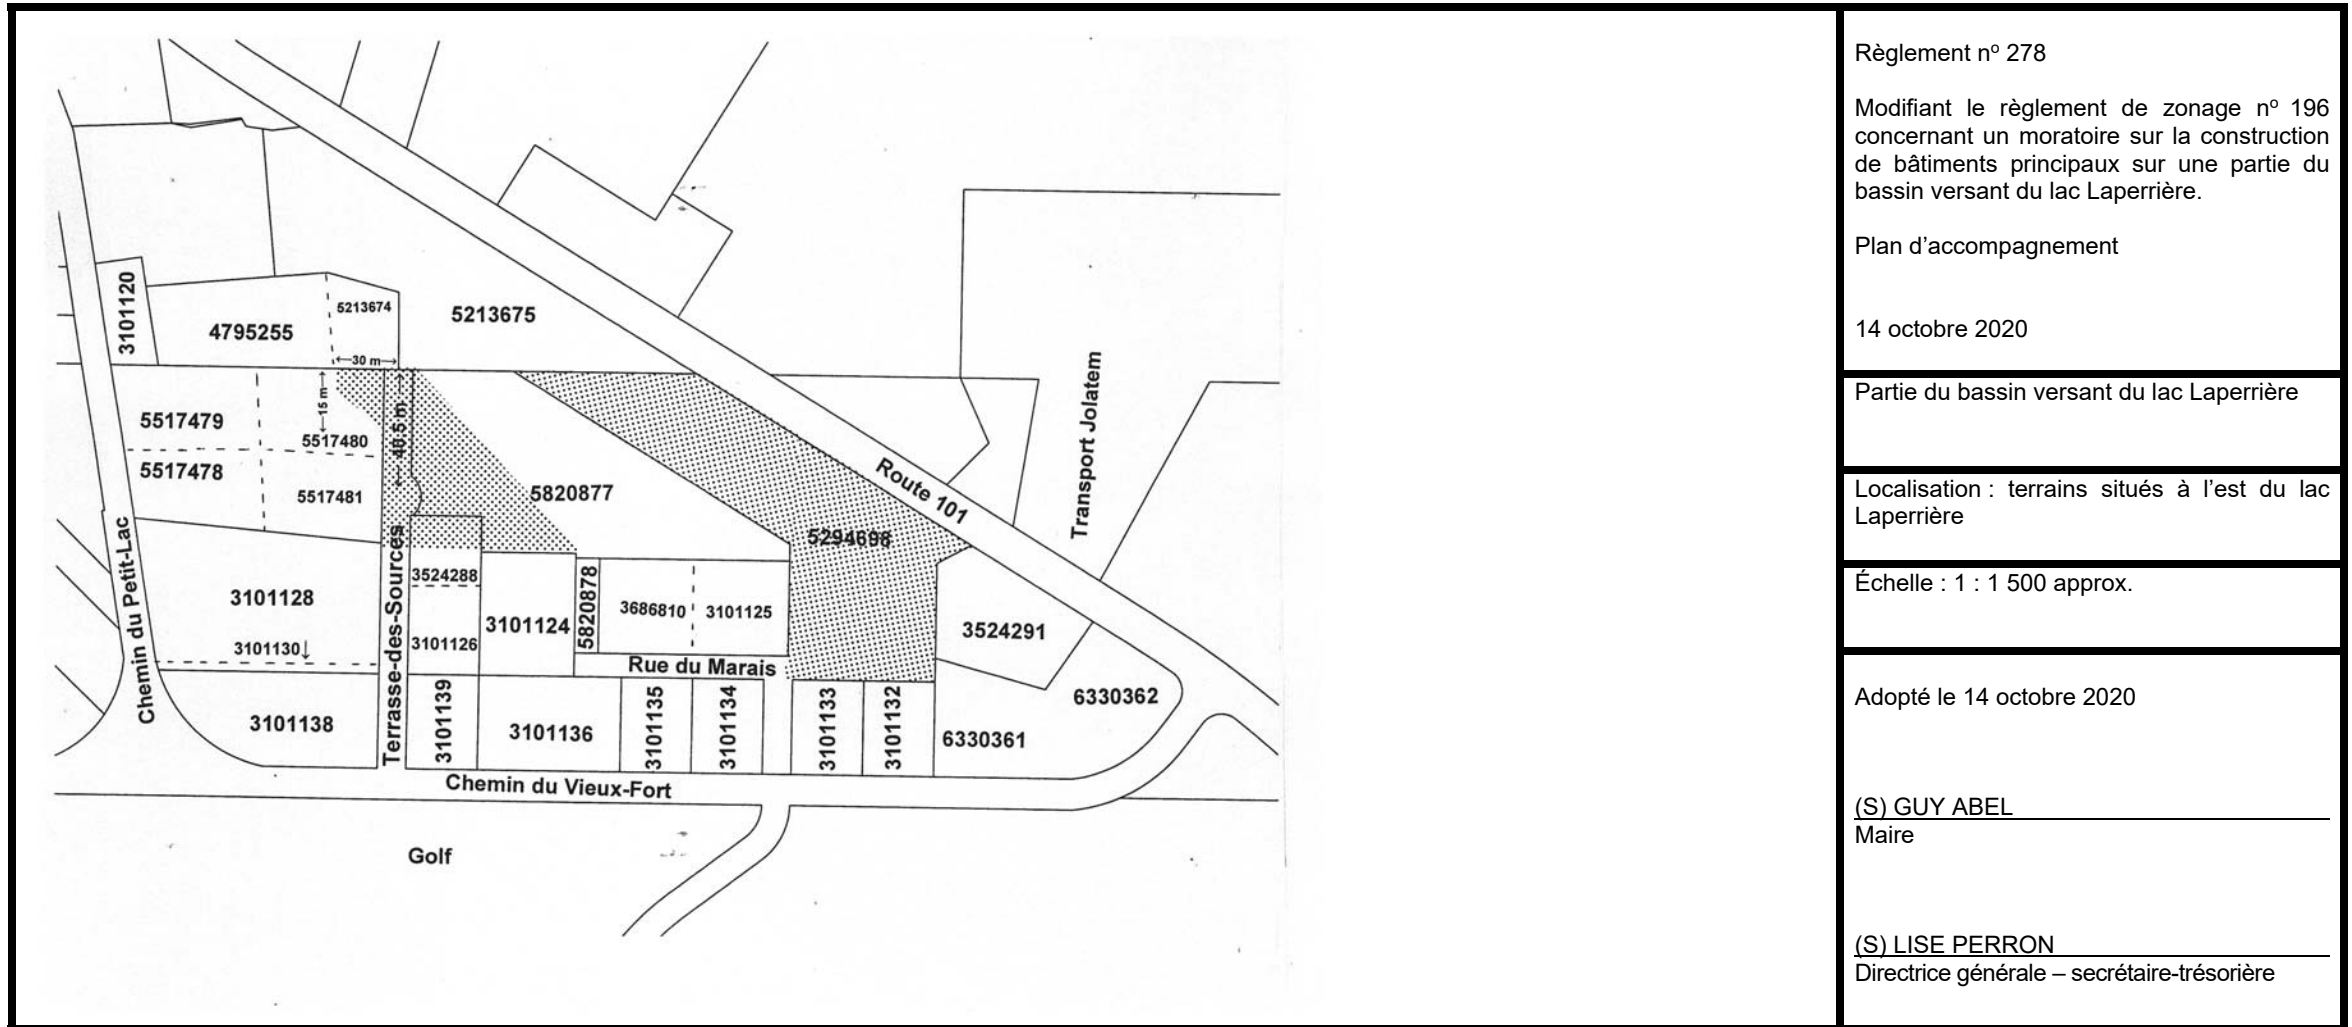 3101120
4795255
5213674
5213675
←30 m→
←15 m→
← 40.5 m →
5517479
5517480
5517478
5517481
5820877
5294698
Route 101
Transport Jolatem
Chemin du Petit-Lac
Terrasse-des-Sources
3101128
3101130↓
3524288
3101126
3101124
5820878
3686810
3101125
Rue du Marais
3524291
6330362
6330361
3101138
3101139
3101136
3101135
3101134
3101133
3101132
Chemin du Vieux-Fort
Golf
Règlement nº 278
Modifiant le règlement de zonage nº 196
concernant un moratoire sur la construction
de bâtiments principaux sur une partie du
bassin versant du lac Laperrière.
Plan d’accompagnement
14 octobre 2020
Partie du bassin versant du lac Laperrière
Localisation : terrains situés à l’est du lac
Laperrière
Échelle : 1 : 1 500 approx.
Adopté le 14 octobre 2020
(S) GUY ABEL
Maire
(S) LISE PERRON
Directrice générale – secrétaire-trésorière